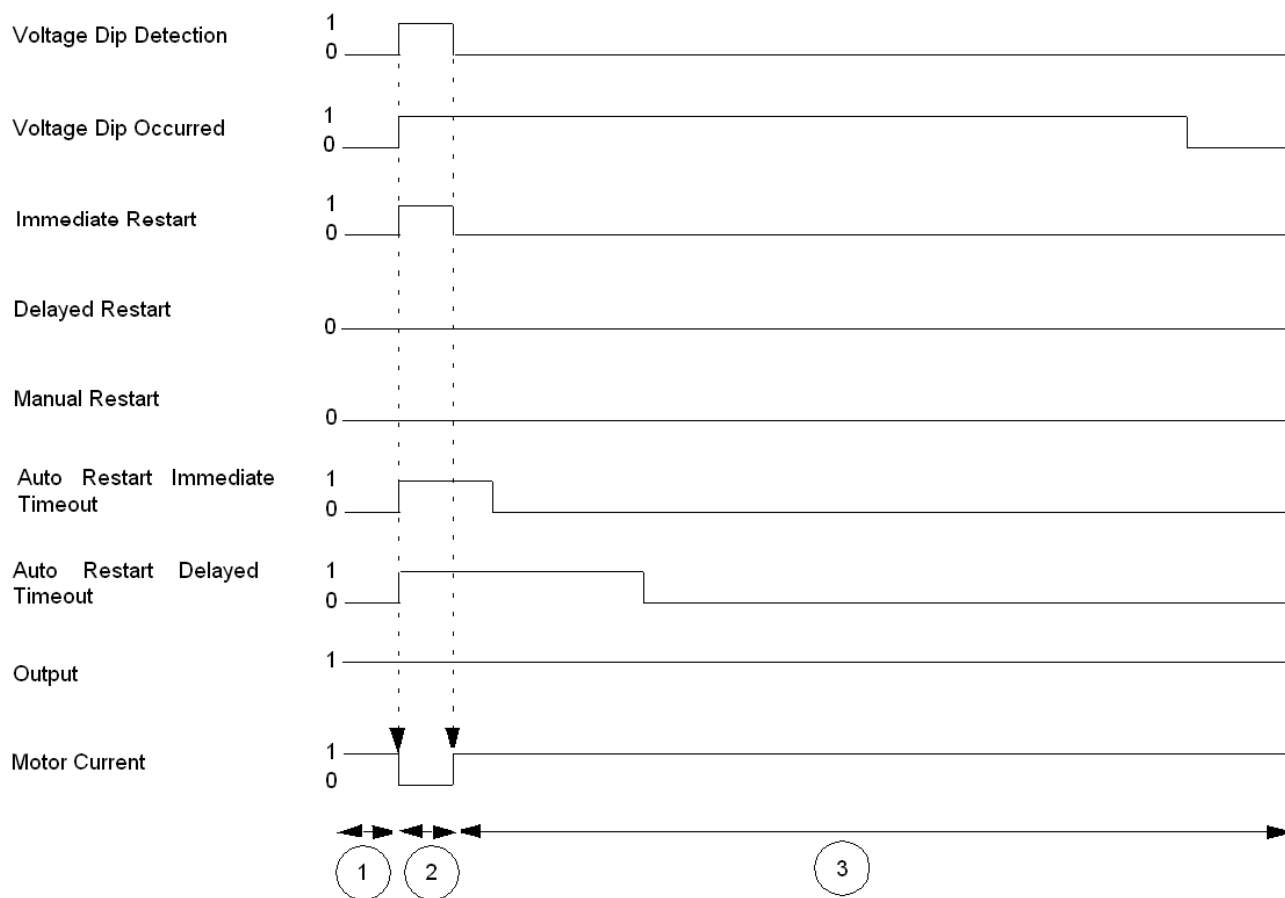 Voltage Dip Detection
1
0
Voltage Dip Occurred
1
0
Immediate Restart
1
0
Delayed Restart
0
Manual Restart
0
Auto Restart Immediate
Timeout
1
0
Auto Restart Delayed
Timeout
1
0
Output
1
Motor Current
1
0
1
2
3